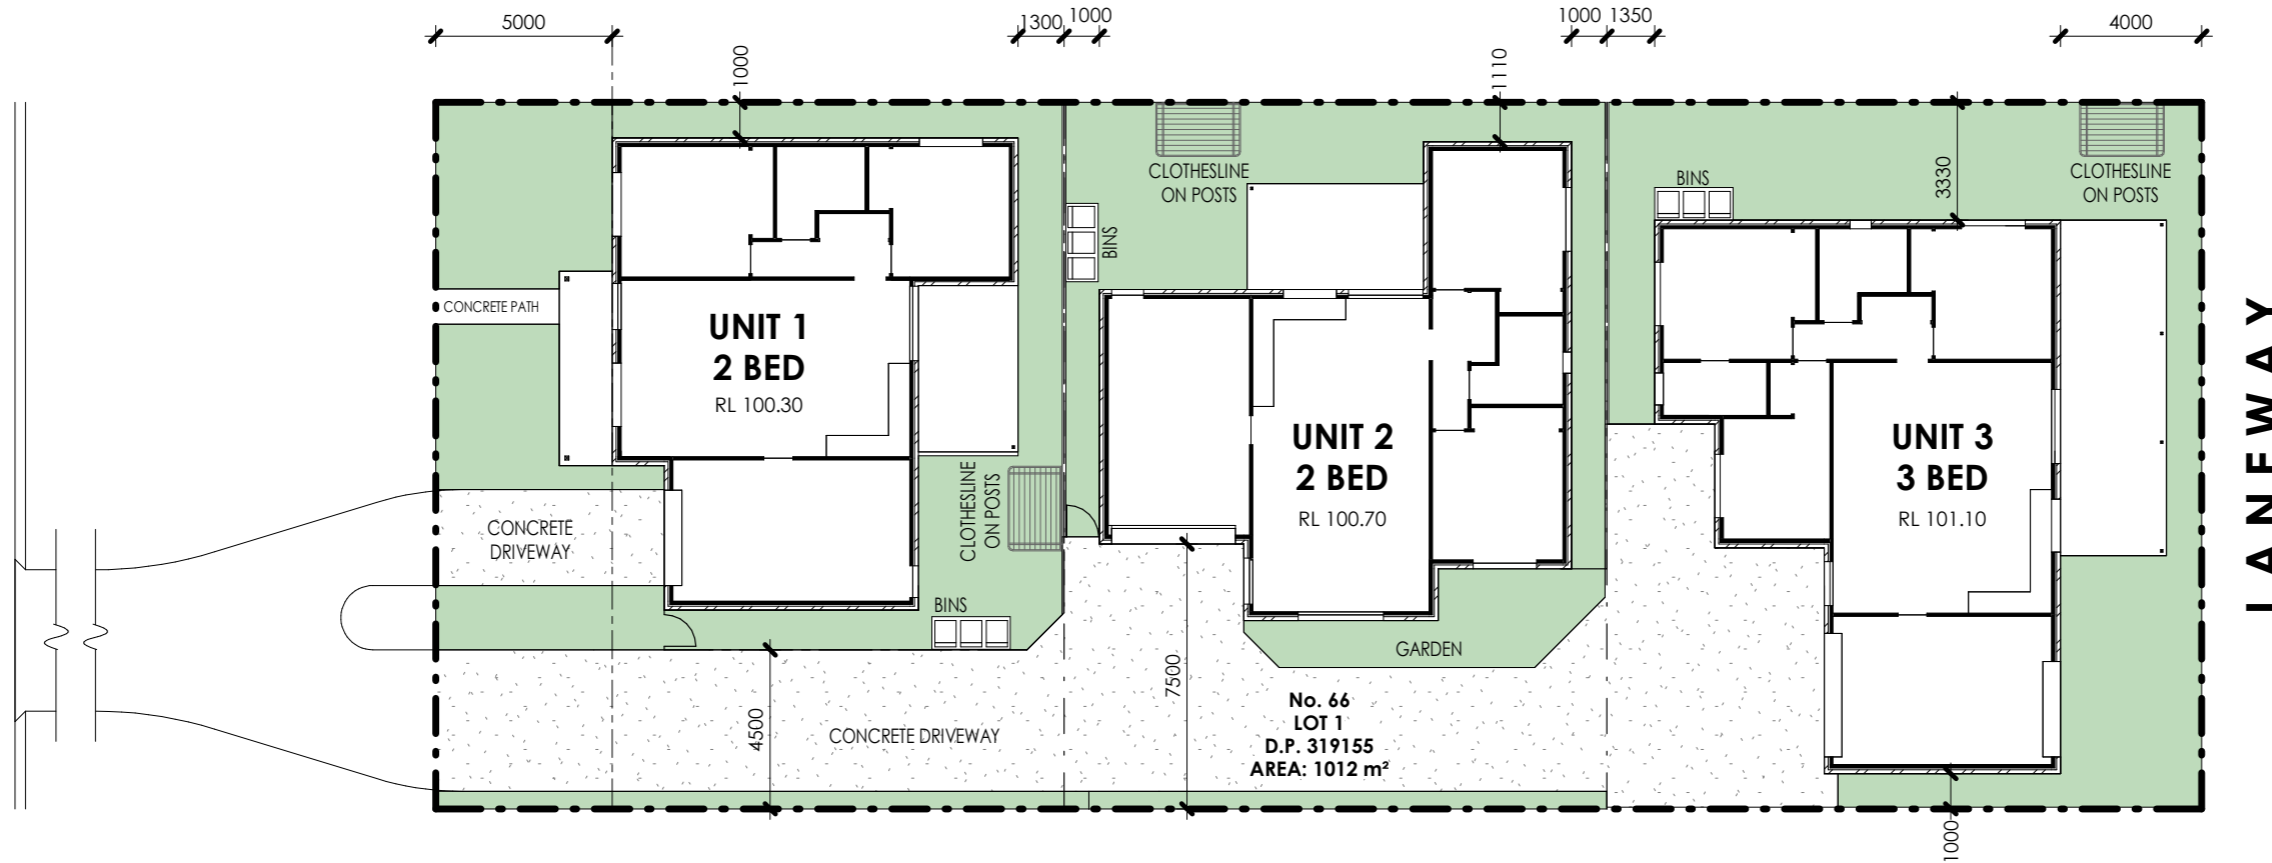 5000
1300
1000
1000
1350
4000
1000
1110
3330
CLOTHESLINE
ON POSTS
CLOTHESLINE
ON POSTS
BINS
BINS
CONCRETE PATH
UNIT 1
2 BED
RL 100.30
UNIT 2
2 BED
RL 100.70
UNIT 3
3 BED
RL 101.10
LANEWAY
CLOTHESLINE
ON POSTS
CONCRETE
DRIVEWAY
BINS
GARDEN
7500
4500
CONCRETE DRIVEWAY
No. 66
LOT 1
D.P. 319155
AREA: 1012 m²
1000